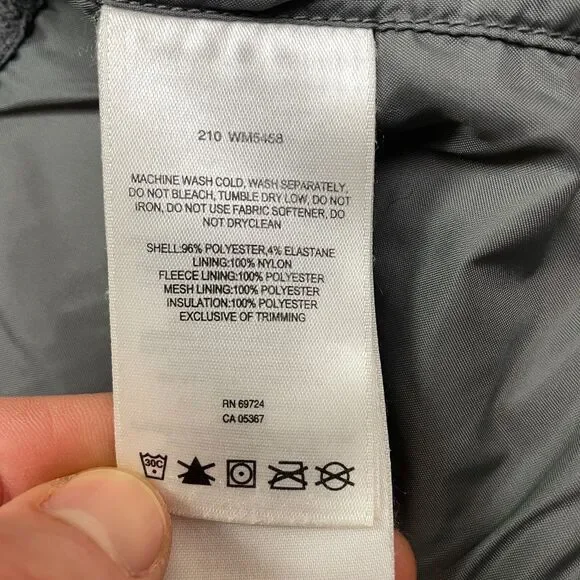 210 WM5458
MACHINE WASH COLD, WASH SEPARATELY,
DO NOT BLEACH, TUMBLE DRY LOW, DO NOT
IRON, DO NOT USE FABRIC SOFTENER, DO
NOT DRYCLEAN
SHELL:96% POLYESTER,4% ELASTANE
LINING:100% NYLON
FLEECE LINING:100% POLYESTER
MESH LINING:100% POLYESTER
INSULATION:100% POLYESTER
EXCLUSIVE OF TRIMMING
RN 69724
CA 05367
30C